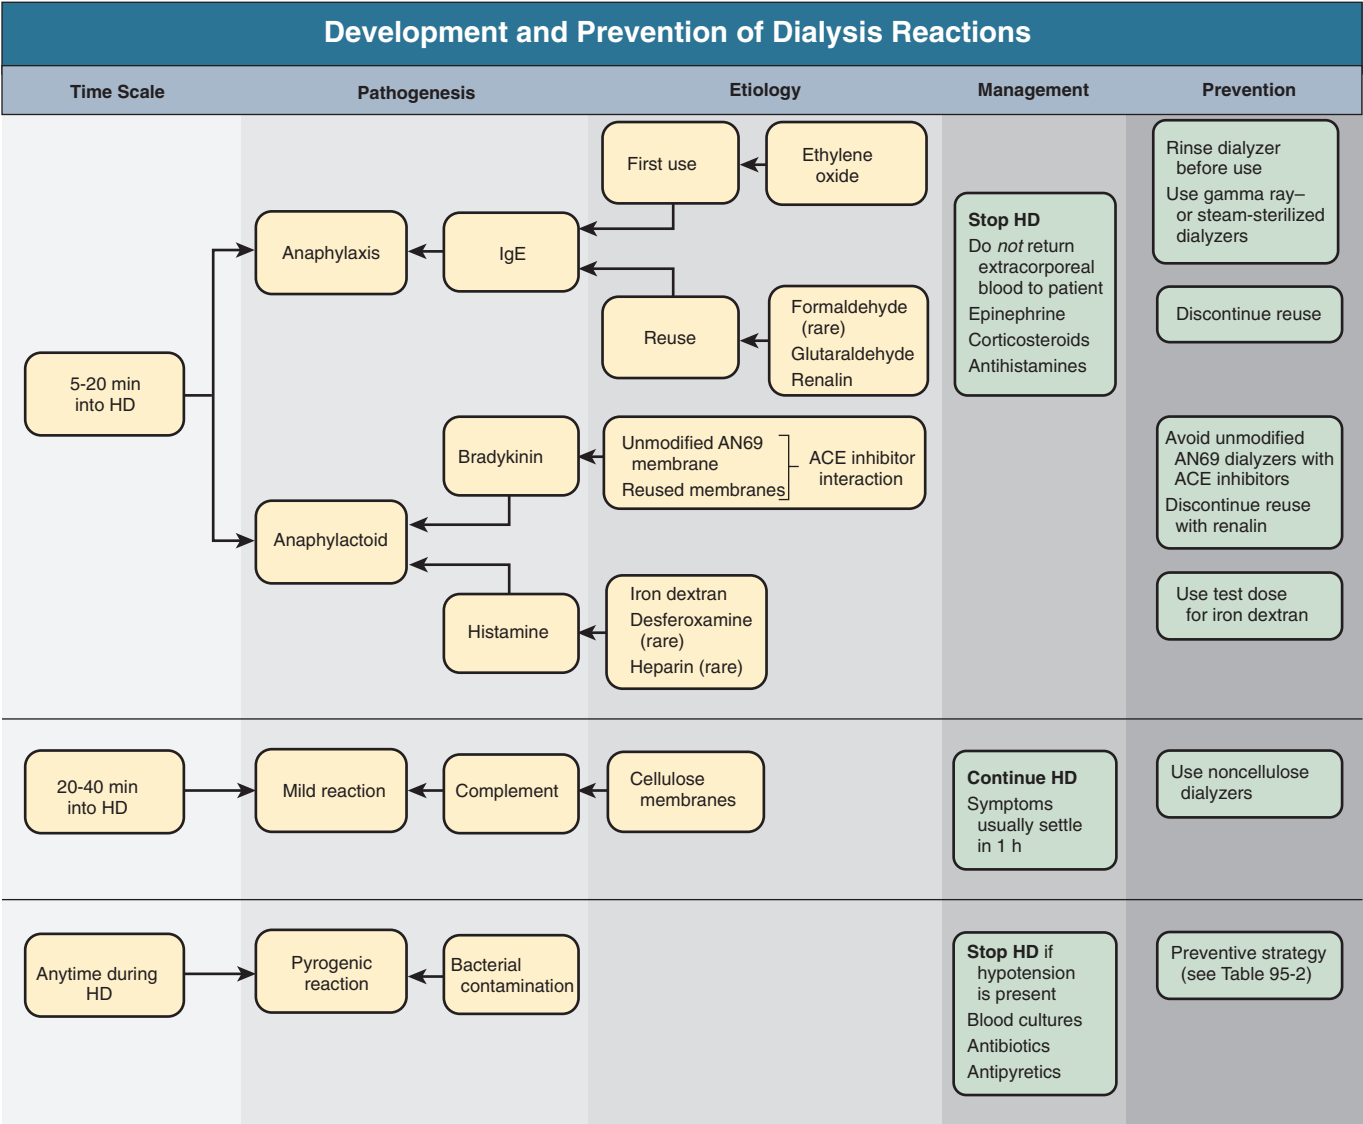 Development and Prevention of Dialysis Reactions
Time Scale
Pathogenesis
Etiology
Management
Prevention
5-20 min
into HD
Anaphylaxis
IgE
First use
Ethylene
oxide
Reuse
Formaldehyde
(rare)
Glutaraldehyde
Renalin
Anaphylactoid
Bradykinin
Unmodified AN69
membrane
Reused membranes
ACE inhibitor
interaction
Histamine
Iron dextran
Desferoxamine
(rare)
Heparin (rare)
Stop HD
Do not return
extracorporeal
blood to patient
Epinephrine
Corticosteroids
Antihistamines
Rinse dialyzer
before use
Use gamma ray–
or steam-sterilized
dialyzers
Discontinue reuse
Avoid unmodified
AN69 dialyzers with
ACE inhibitors
Discontinue reuse
with renalin
Use test dose
for iron dextran
20-40 min
into HD
Mild reaction
Complement
Cellulose
membranes
Continue HD
Symptoms
usually settle
in 1 h
Use noncellulose
dialyzers
Anytime during
HD
Pyrogenic
reaction
Bacterial
contamination
Stop HD if
hypotension
is present
Blood cultures
Antibiotics
Antipyretics
Preventive strategy
(see Table 95-2)